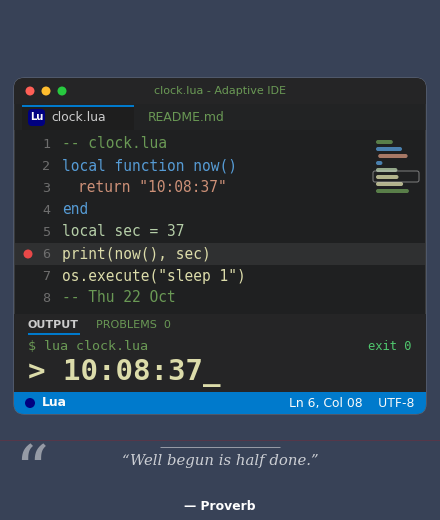 clock.lua - Adaptive IDE
Lu clock.lua README.md
1 -- clock.lua
2 local function now()
3 return "10:08:37"
4 end
5 local sec = 37
6 print(now(), sec)
7 os.execute("sleep 1")
8 -- Thu 22 Oct
OUTPUT PROBLEMS 0
$ lua clock.lua exit 0
> 10:08:37_
Lua Ln 6, Col 08 UTF-8
“
“Well begun is half done.”
— Proverb